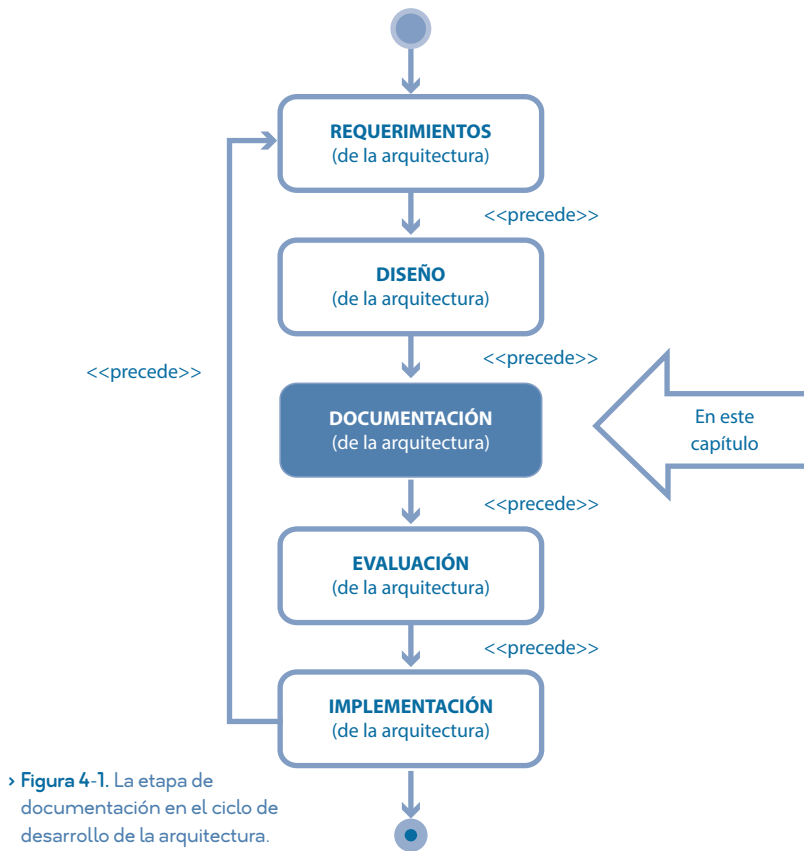 REQUERIMIENTOS
(de la arquitectura)
<<precede>>
DISEÑO
(de la arquitectura)
<<precede>>
<<precede>>
DOCUMENTACIÓN
(de la arquitectura)
En este
capítulo
<<precede>>
EVALUACIÓN
(de la arquitectura)
<<precede>>
IMPLEMENTACIÓN
(de la arquitectura)
› Figura 4-1. La etapa de
documentación en el ciclo de
desarrollo de la arquitectura.